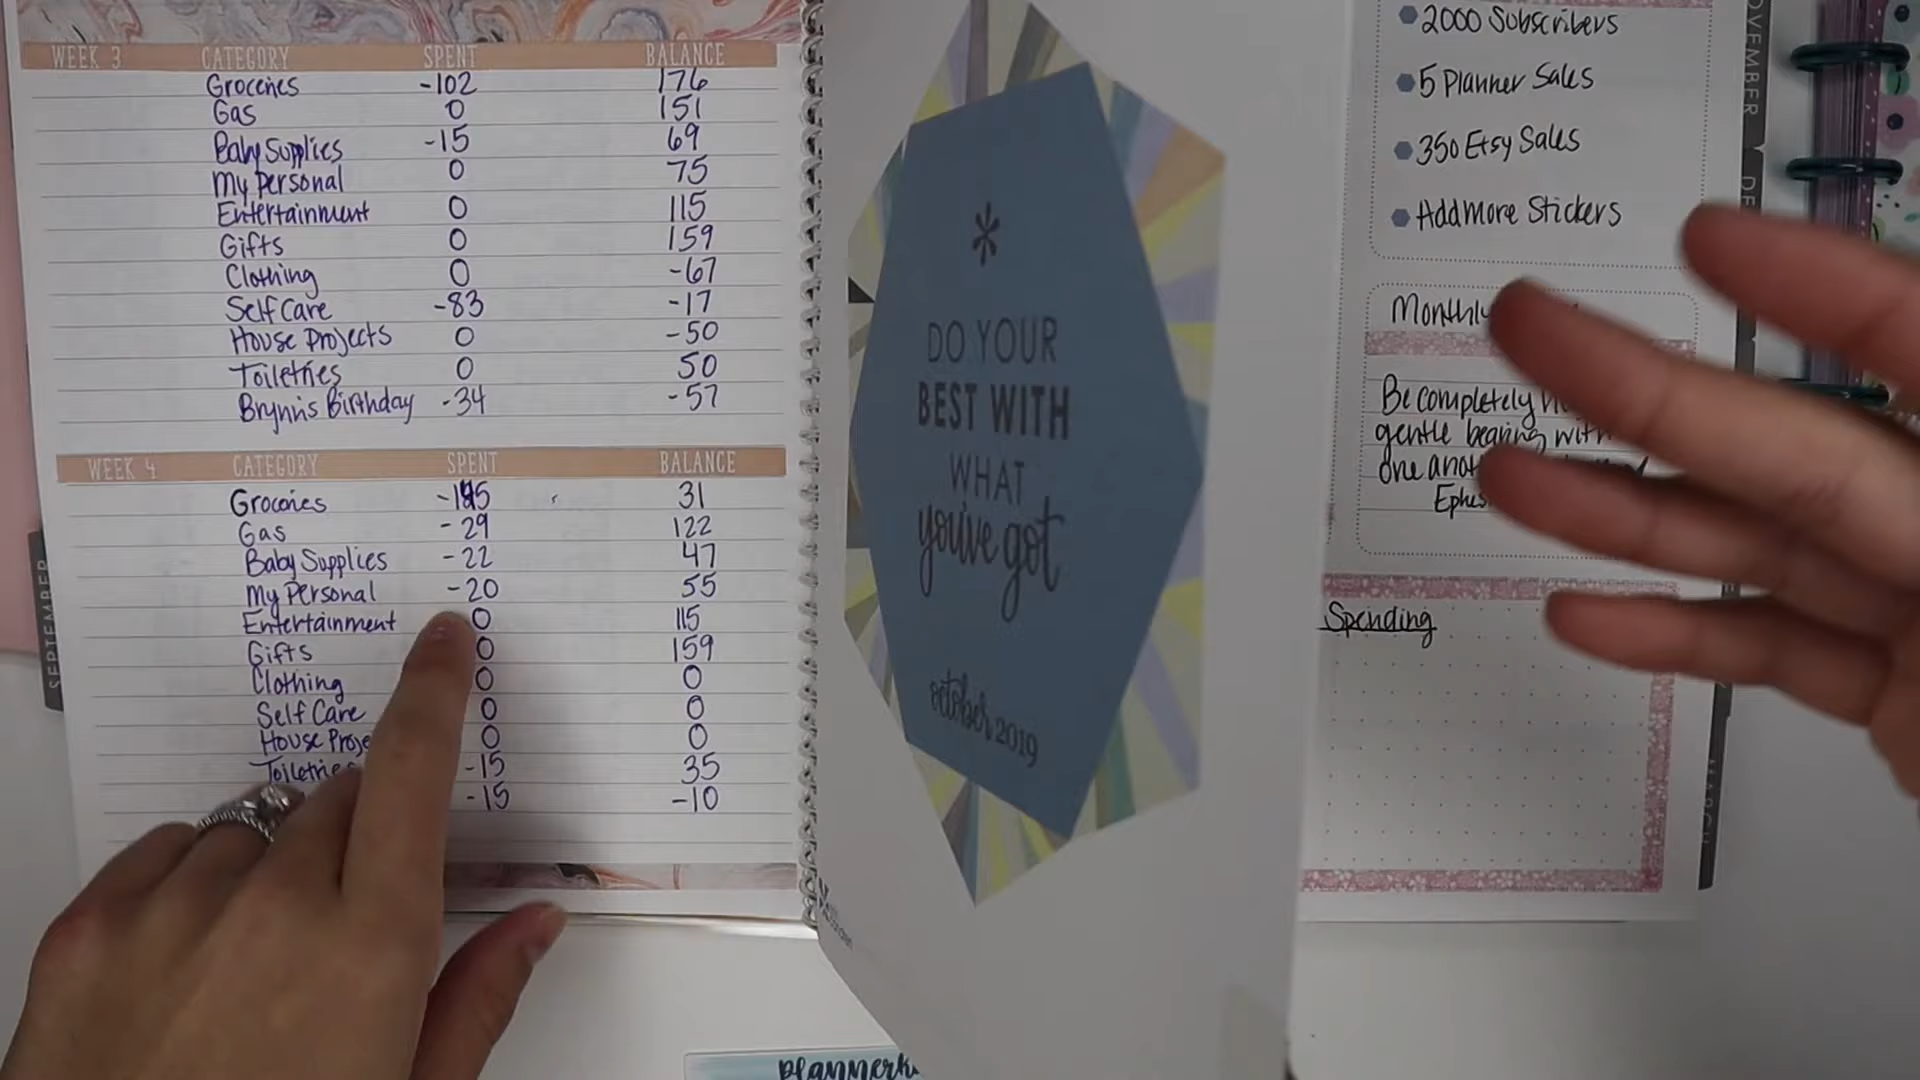 WEEK 3 CATEGORY SPENT BALANCE
Groceries -102 176
Gas 0 151
Baby Supplies -15 69
My Personal 0 75
Entertainment 0 115
Gifts 0 159
Clothing 0 -67
Self Care -83 -17
House Projects 0 -50
Toiletries 0 50
Brynn's Birthday -34 -57
WEEK 4 CATEGORY SPENT BALANCE
Groceries -145 31
Gas -29 122
Baby Supplies -22 47
My Personal -20 55
Entertainment 0 115
Gifts 0 159
Clothing 0 0
Self Care 0 0
House 0 0
Toiletries -15 35
-15 -10
SEPTEMBER
DO YOUR
BEST WITH
WHAT
you've got
october 2019
2000 Subscribers
5 Planner Sales
350 Etsy Sales
Add more Stickers
Monthly
Be completely
gentle bearing
one
Spending